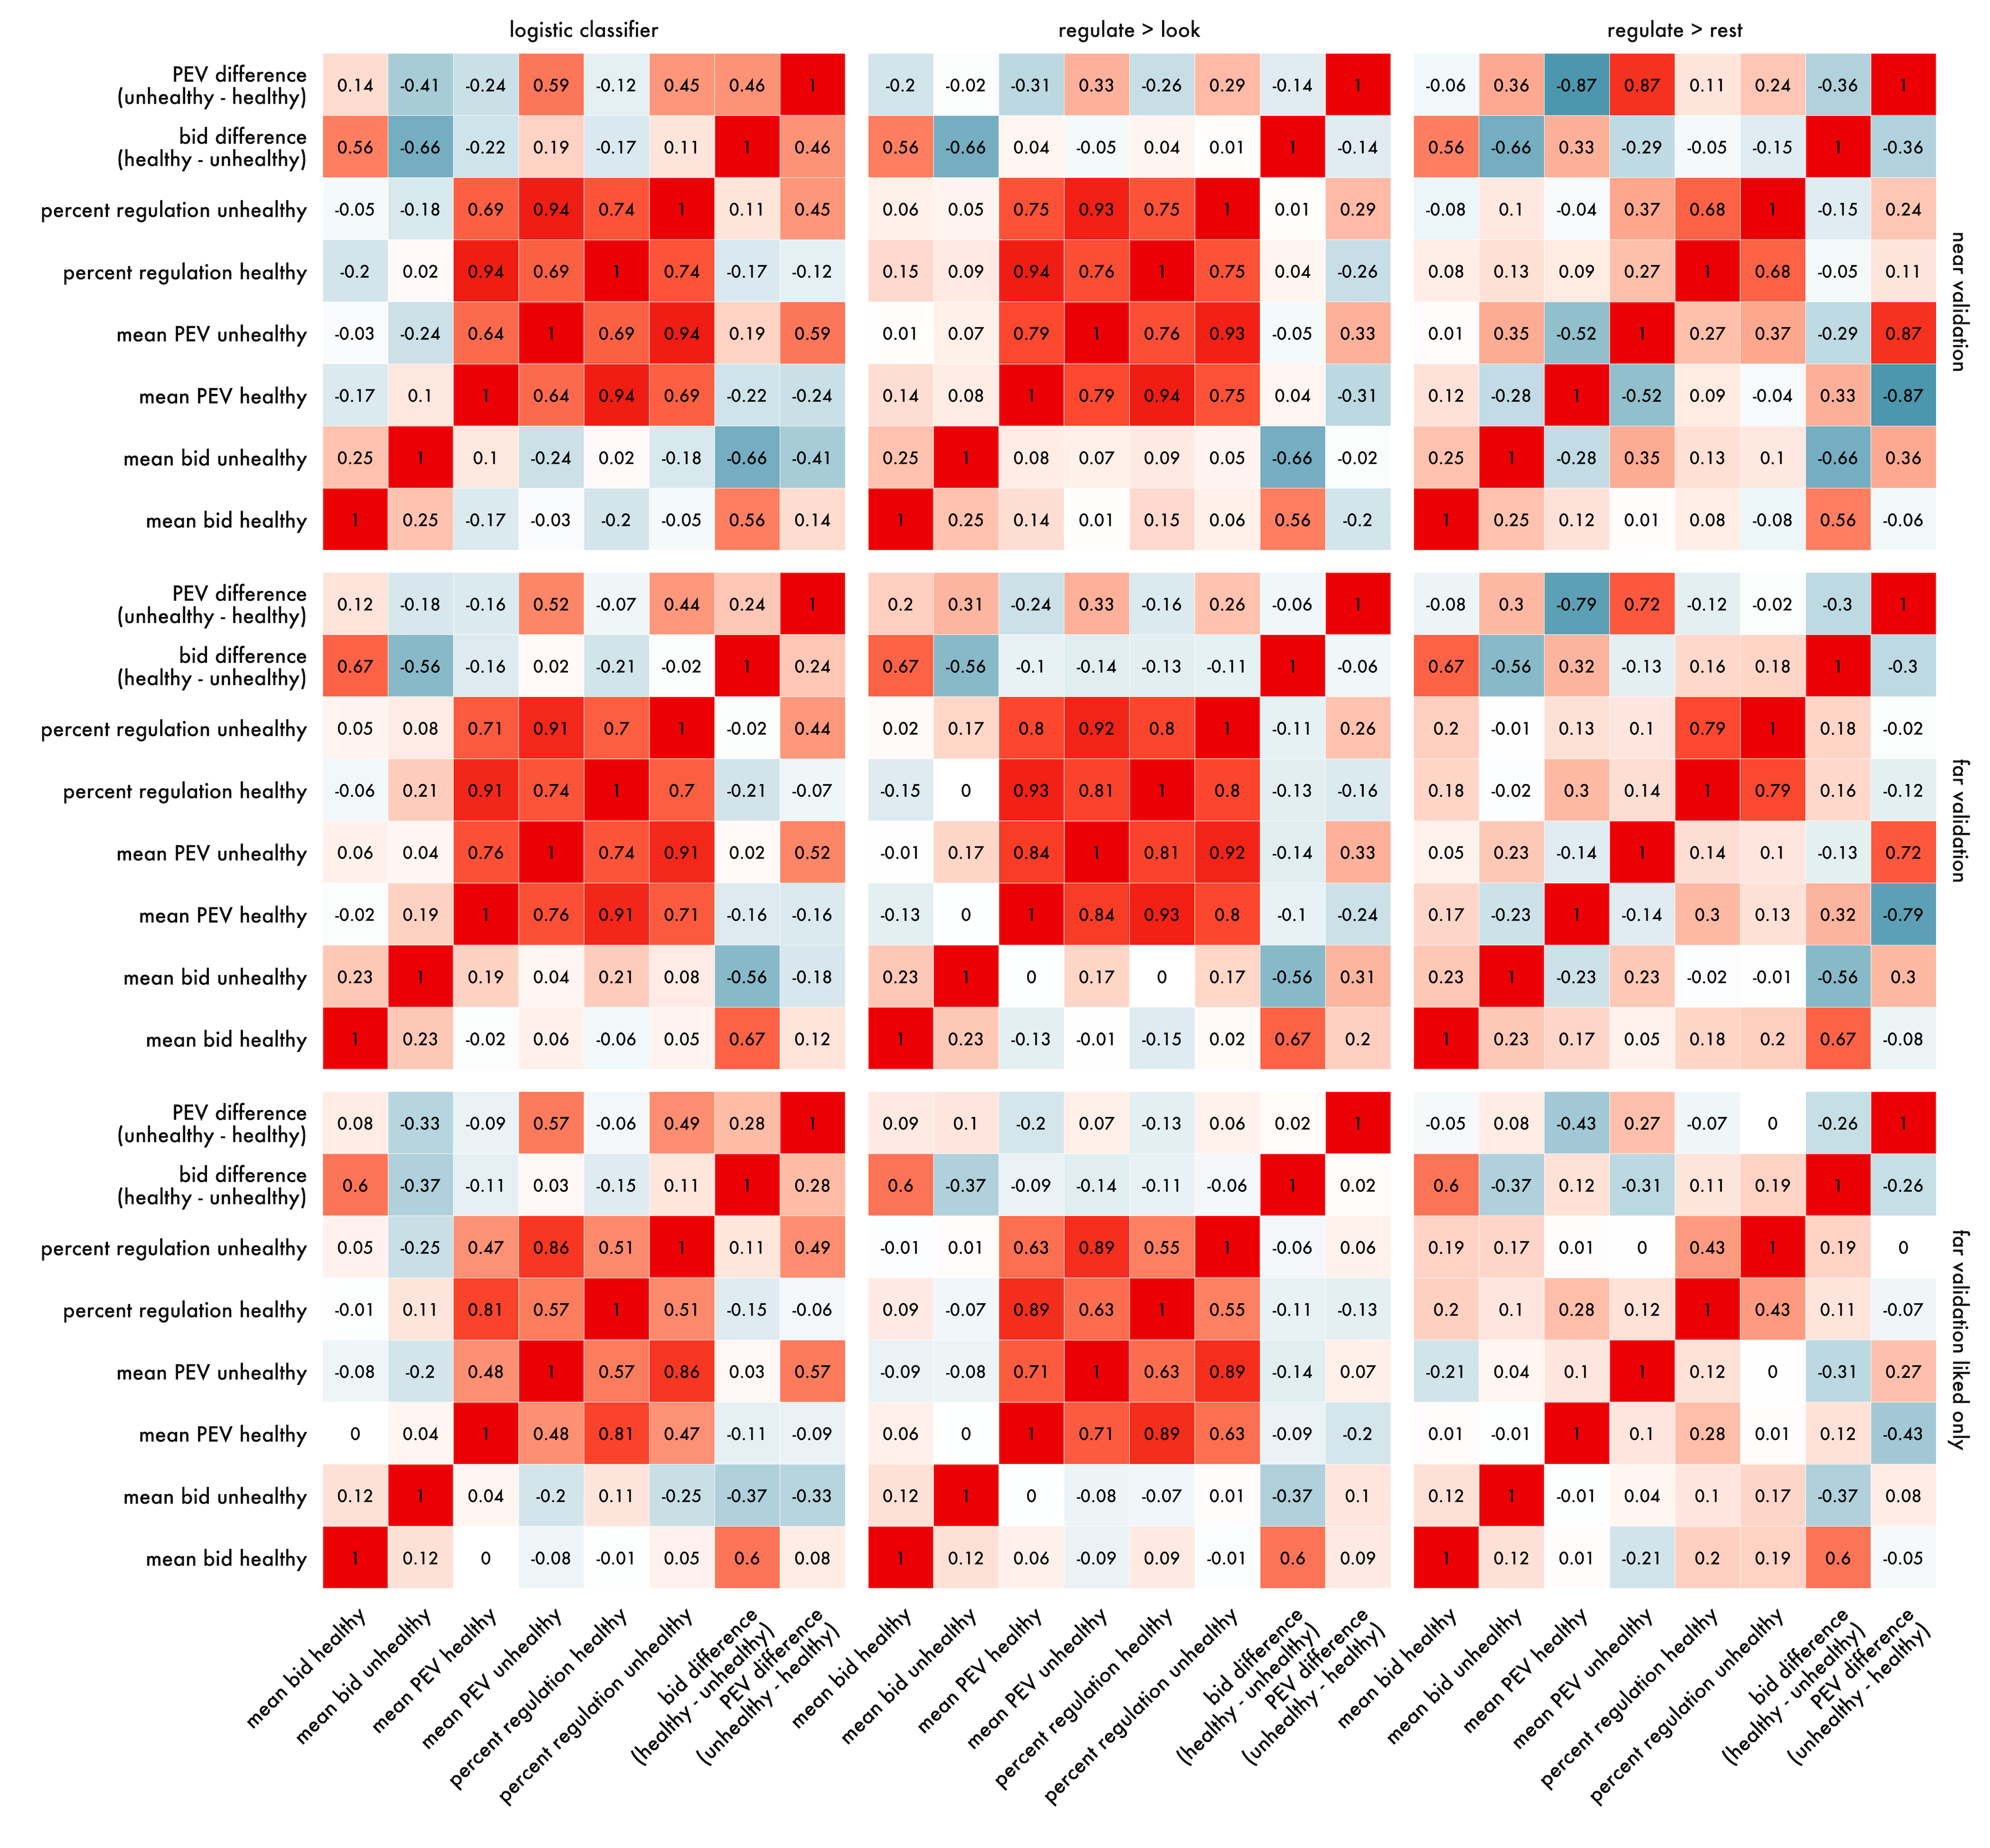 logistic classifier regulate > look regulate > rest
PEV difference
(unhealthy - healthy) 0.14 -0.41 -0.24 0.59 -0.12 0.45 0.46 1 -0.2 -0.02 -0.31 0.33 -0.26 0.29 -0.14 1 -0.06 0.36 -0.87 0.87 0.11 0.24 -0.36 1
bid difference
(healthy - unhealthy) 0.56 -0.66 -0.22 0.19 -0.17 0.11 1 0.46 0.56 -0.66 0.04 -0.05 0.04 0.01 1 -0.14 0.56 -0.66 0.33 -0.29 -0.05 -0.15 1 -0.36
percent regulation unhealthy -0.05 -0.18 0.69 0.94 0.74 1 0.11 0.45 0.06 0.05 0.75 0.93 0.75 1 0.01 0.29 -0.08 0.1 -0.04 0.37 0.68 1 -0.15 0.24
percent regulation healthy -0.2 0.02 0.94 0.69 1 0.74 -0.17 -0.12 0.15 0.09 0.94 0.76 1 0.75 0.04 -0.26 0.08 0.13 0.09 0.27 1 0.68 -0.05 0.11
mean PEV unhealthy -0.03 -0.24 0.64 1 0.69 0.94 0.19 0.59 0.01 0.07 0.79 1 0.76 0.93 -0.05 0.33 0.01 0.35 -0.52 1 0.27 0.37 -0.29 0.87
mean PEV healthy -0.17 0.1 1 0.64 0.94 0.69 -0.22 -0.24 0.14 0.08 1 0.79 0.94 0.75 0.04 -0.31 0.12 -0.28 1 -0.52 0.09 -0.04 0.33 -0.87
mean bid unhealthy 0.25 1 0.1 -0.24 0.02 -0.18 -0.66 -0.41 0.25 1 0.08 0.07 0.09 0.05 -0.66 -0.02 0.25 1 -0.28 0.35 0.13 0.1 -0.66 0.36
mean bid healthy 1 0.25 -0.17 -0.03 -0.2 -0.05 0.56 0.14 1 0.25 0.14 0.01 0.15 0.06 0.56 -0.2 1 0.25 0.12 0.01 0.08 -0.08 0.56 -0.06
near validation
PEV difference
(unhealthy - healthy) 0.12 -0.18 -0.16 0.52 -0.07 0.44 0.24 1 0.2 0.31 -0.24 0.33 -0.16 0.26 -0.06 1 -0.08 0.3 -0.79 0.72 -0.12 -0.02 -0.3 1
bid difference
(healthy - unhealthy) 0.67 -0.56 -0.16 0.02 -0.21 -0.02 1 0.24 0.67 -0.56 -0.1 -0.14 -0.13 -0.11 1 -0.06 0.67 -0.56 0.32 -0.13 0.16 0.18 1 -0.3
percent regulation unhealthy 0.05 0.08 0.71 0.91 0.7 1 -0.02 0.44 0.02 0.17 0.8 0.92 0.8 1 -0.11 0.26 0.2 -0.01 0.13 0.1 0.79 1 0.18 -0.02
percent regulation healthy -0.06 0.21 0.91 0.74 1 0.7 -0.21 -0.07 -0.15 0 0.93 0.81 1 0.8 -0.13 -0.16 0.18 -0.02 0.3 0.14 1 0.79 0.16 -0.12
mean PEV unhealthy 0.06 0.04 0.76 1 0.74 0.91 0.02 0.52 -0.01 0.17 0.84 1 0.81 0.92 -0.14 0.33 0.05 0.23 -0.14 1 0.14 0.1 -0.13 0.72
mean PEV healthy -0.02 0.19 1 0.76 0.91 0.71 -0.16 -0.16 -0.13 0 1 0.84 0.93 0.8 -0.1 -0.24 0.17 -0.23 1 -0.14 0.3 0.13 0.32 -0.79
mean bid unhealthy 0.23 1 0.19 0.04 0.21 0.08 -0.56 -0.18 0.23 1 0 0.17 0 0.17 -0.56 0.31 0.23 1 -0.23 0.23 -0.02 -0.01 -0.56 0.3
mean bid healthy 1 0.23 -0.02 0.06 -0.06 0.05 0.67 0.12 1 0.23 -0.13 -0.01 -0.15 0.02 0.67 0.2 1 0.23 0.17 0.05 0.18 0.2 0.67 -0.08
far validation
PEV difference
(unhealthy - healthy) 0.08 -0.33 -0.09 0.57 -0.06 0.49 0.28 1 0.09 0.1 -0.2 0.07 -0.13 0.06 0.02 1 -0.05 0.08 -0.43 0.27 -0.07 0 -0.26 1
bid difference
(healthy - unhealthy) 0.6 -0.37 -0.11 0.03 -0.15 0.11 1 0.28 0.6 -0.37 -0.09 -0.14 -0.11 -0.06 1 0.02 0.6 -0.37 0.12 -0.31 0.11 0.19 1 -0.26
percent regulation unhealthy 0.05 -0.25 0.47 0.86 0.51 1 0.11 0.49 -0.01 0.01 0.63 0.89 0.55 1 -0.06 0.06 0.19 0.17 0.01 0 0.43 1 0.19 0
percent regulation healthy -0.01 0.11 0.81 0.57 1 0.51 -0.15 -0.06 0.09 -0.07 0.89 0.63 1 0.55 -0.11 -0.13 0.2 0.1 0.28 0.12 1 0.43 0.11 -0.07
mean PEV unhealthy -0.08 -0.2 0.48 1 0.57 0.86 0.03 0.57 -0.09 -0.08 0.71 1 0.63 0.89 -0.14 0.07 -0.21 0.04 0.1 1 0.12 0 -0.31 0.27
mean PEV healthy 0 0.04 1 0.48 0.81 0.47 -0.11 -0.09 0.06 0 1 0.71 0.89 0.63 -0.09 -0.2 0.01 -0.01 1 0.1 0.28 0.01 0.12 -0.43
mean bid unhealthy 0.12 1 0.04 -0.2 0.11 -0.25 -0.37 -0.33 0.12 1 0 -0.08 -0.07 0.01 -0.37 0.1 0.12 1 -0.01 0.04 0.1 0.17 -0.37 0.08
mean bid healthy 1 0.12 0 -0.08 -0.01 0.05 0.6 0.08 1 0.12 0.06 -0.09 0.09 -0.01 0.6 0.09 1 0.12 0.01 -0.21 0.2 0.19 0.6 -0.05
far validation liked only
mean bid healthy
mean bid unhealthy
mean PEV healthy
mean PEV unhealthy
percent regulation healthy
percent regulation unhealthy
bid difference
(healthy - unhealthy)
PEV difference
(unhealthy - healthy)
mean bid healthy
mean bid unhealthy
mean PEV healthy
mean PEV unhealthy
percent regulation healthy
percent regulation unhealthy
bid difference
(healthy - unhealthy)
PEV difference
(unhealthy - healthy)
mean bid healthy
mean bid unhealthy
mean PEV healthy
mean PEV unhealthy
percent regulation healthy
percent regulation unhealthy
bid difference
(healthy - unhealthy)
PEV difference
(unhealthy - healthy)